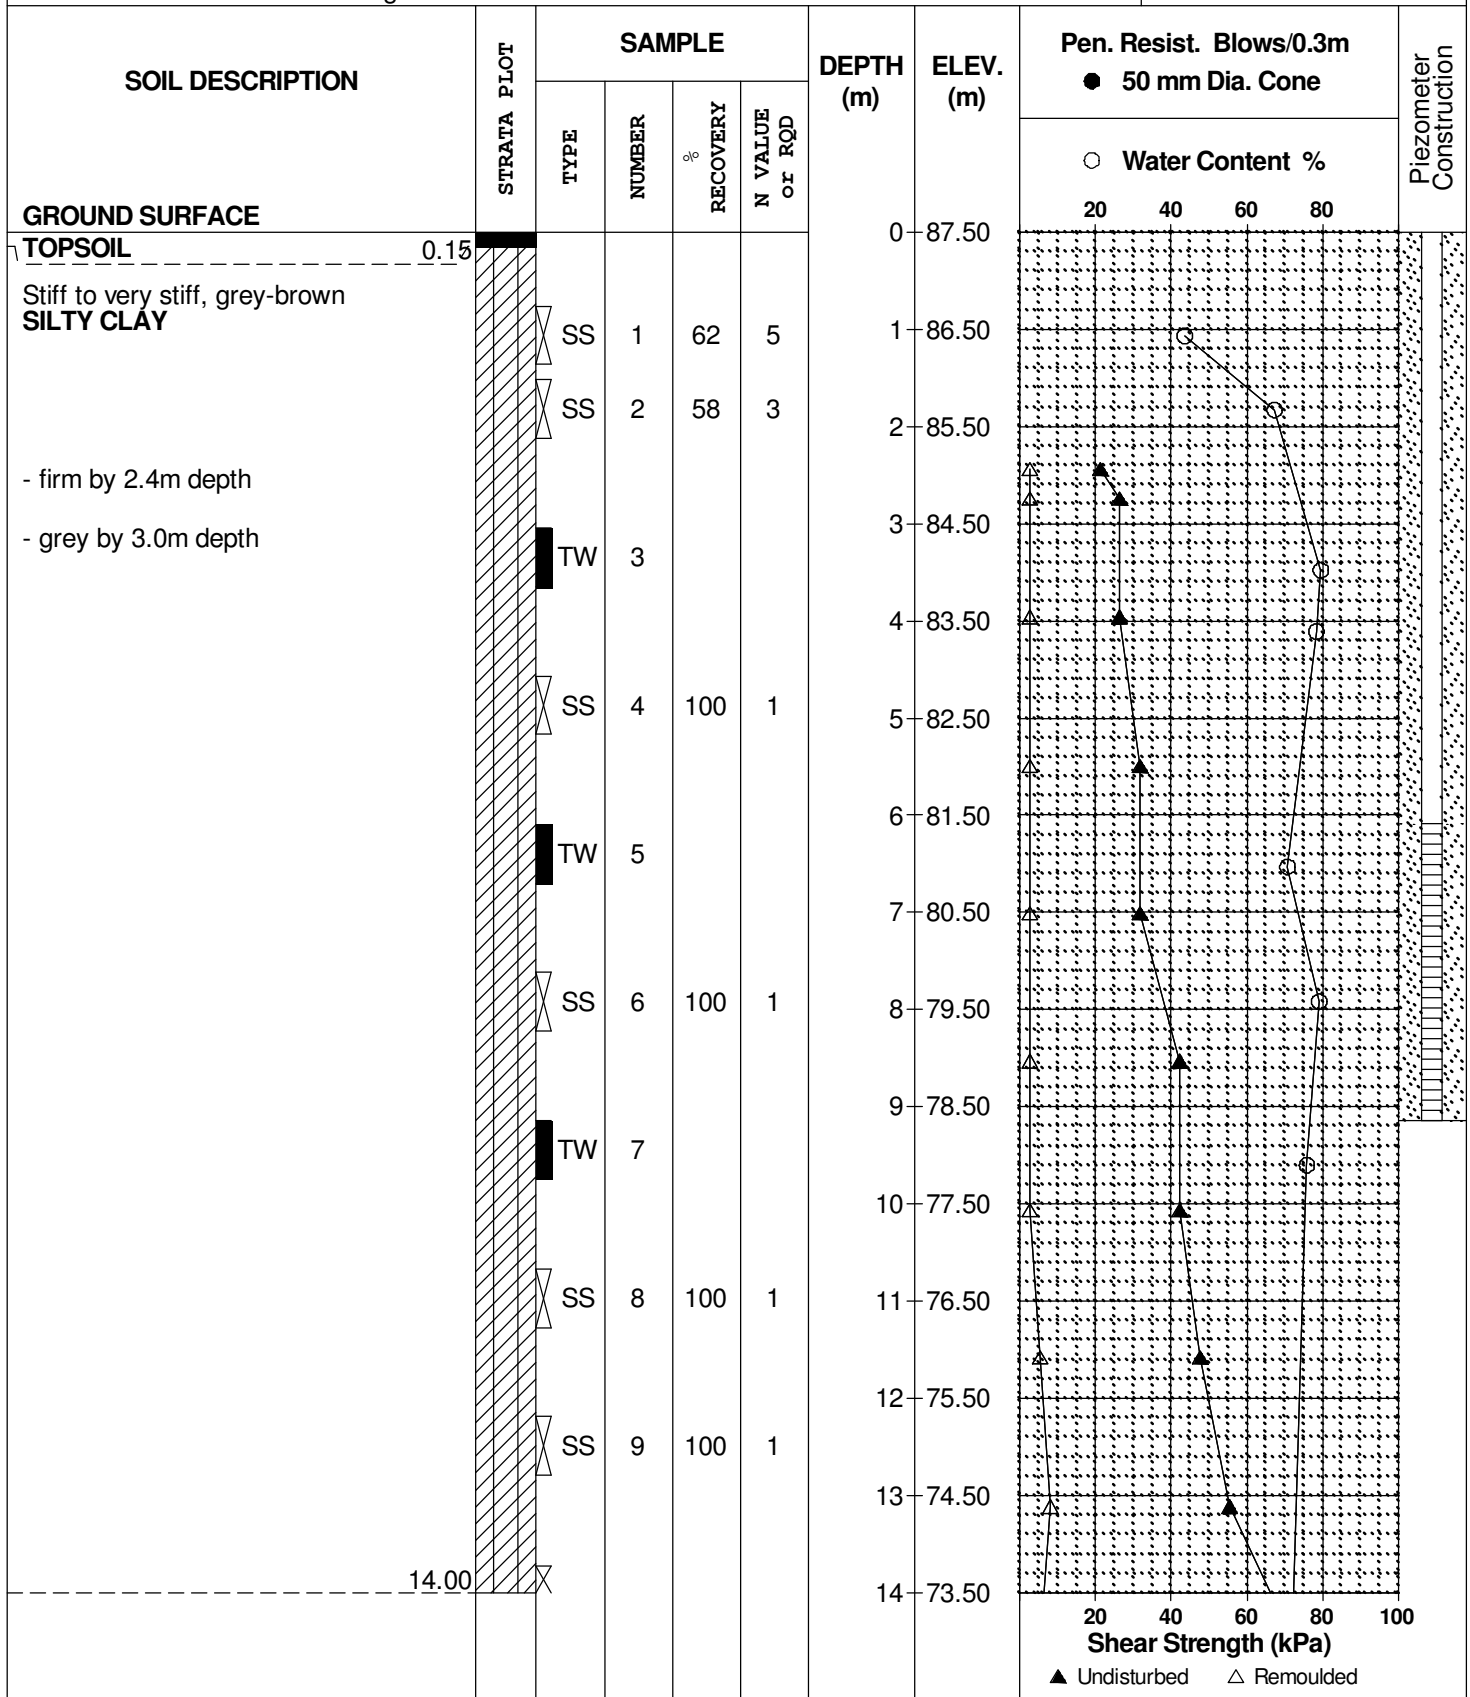 SOIL DESCRIPTION
STRATA PLOT
SAMPLE
TYPE
NUMBER
% RECOVERY
N VALUE or RQD
DEPTH (m)
ELEV. (m)
Pen. Resist. Blows/0.3m
● 50 mm Dia. Cone
○ Water Content %
Piezometer Construction
GROUND SURFACE
20 40 60 80
TOPSOIL 0.15
0 87.50
Stiff to very stiff, grey-brown
SILTY CLAY
SS 1 62 5
1 86.50
SS 2 58 3
2 85.50
- firm by 2.4m depth
3 84.50
- grey by 3.0m depth
TW 3
4 83.50
SS 4 100 1
5 82.50
6 81.50
TW 5
7 80.50
SS 6 100 1
8 79.50
9 78.50
TW 7
10 77.50
SS 8 100 1
11 76.50
12 75.50
SS 9 100 1
13 74.50
14.00
14 73.50
20 40 60 80 100
Shear Strength (kPa)
▲ Undisturbed △ Remoulded